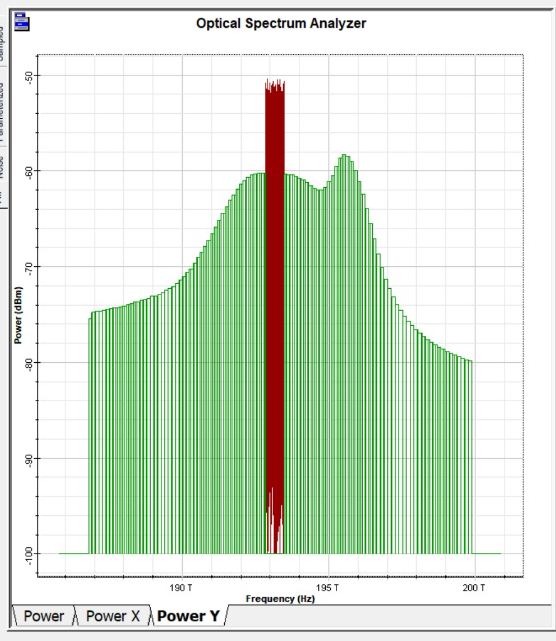 Optical Spectrum Analyzer
Sampled
Parameterized
Noise
Power (dBm)
-50
-60
-70
-80
-90
-100
190 T
195 T
200 T
Frequency (Hz)
Power
Power X
Power Y